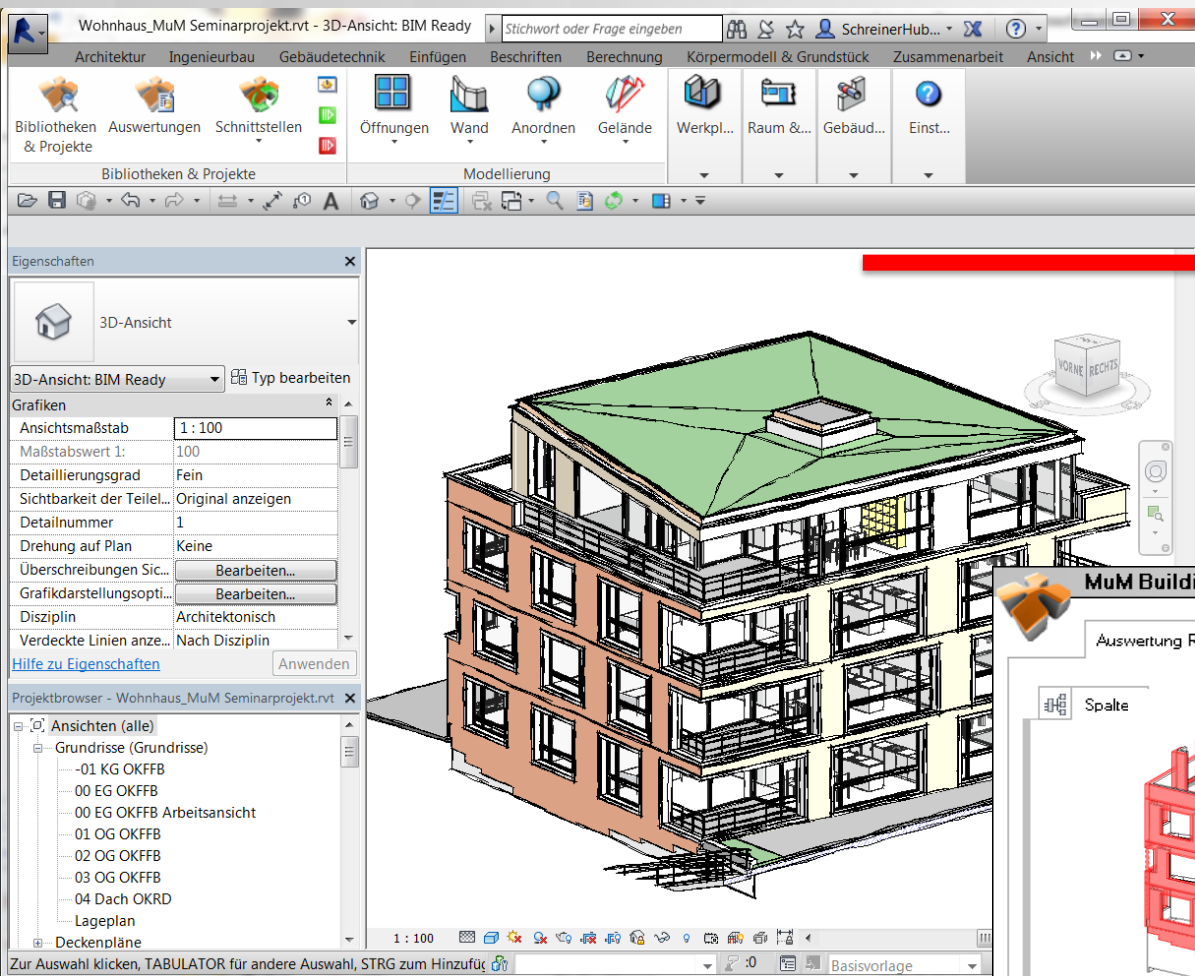 Wohnhaus_MuM Seminarprojekt.rvt - 3D-Ansicht: BIM Ready
Stichwort oder Frage eingeben
SchreinerHub...
Architektur Ingenieurbau Gebäudetechnik Einfügen Beschriften Berechnung Körpermodell & Grundstück Zusammenarbeit Ansicht
Bibliotheken & Projekte Auswertungen Schnittstellen Öffnungen Wand Anordnen Gelände Werkpl... Raum &... Gebäud... Einst...
Bibliotheken & Projekte Modellierung
Eigenschaften
3D-Ansicht
3D-Ansicht: BIM Ready Typ bearbeiten
Grafiken
Ansichtsmaßstab 1 : 100
Maßstabswert 1: 100
Detaillierungsgrad Fein
Sichtbarkeit der Teilel... Original anzeigen
Detailnummer 1
Drehung auf Plan Keine
Überschreibungen Sic... Bearbeiten...
Grafikdarstellungsopti... Bearbeiten...
Disziplin Architektonisch
Verdeckte Linien anze... Nach Disziplin
Hilfe zu Eigenschaften Anwenden
Projektbrowser - Wohnhaus_MuM Seminarprojekt.rvt
Ansichten (alle)
Grundrisse (Grundrisse)
-01 KG OKFFB
00 EG OKFFB
00 EG OKFFB Arbeitsansicht
01 OG OKFFB
02 OG OKFFB
03 OG OKFFB
04 Dach OKRD
Lageplan
Deckenpläne
VORNE RECHTS
MuM Buildi
Auswertung R
Spalte
1 : 100
Zur Auswahl klicken, TABULATOR für andere Auswahl, STRG zum Hinzufüg
:0
Basisvorlage